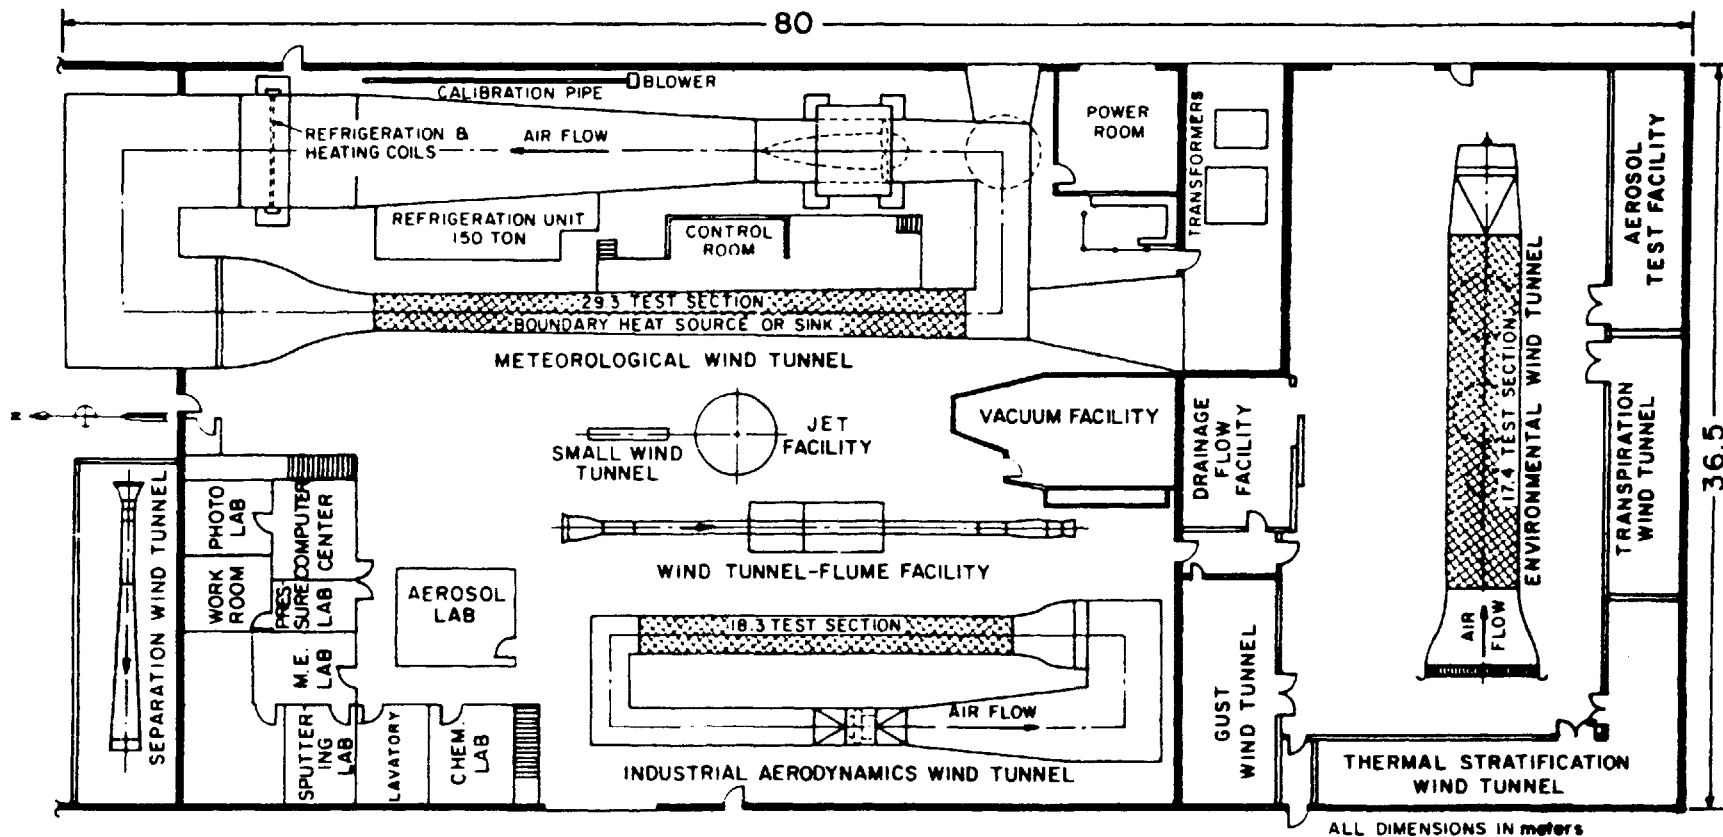 80
BLOWER
CALIBRATION PIPE
REFRIGERATION &
HEATING COILS
AIR FLOW
POWER
ROOM
TRANSFORMERS
AEROSOL
TEST FACILITY
REFRIGERATION UNIT
150 TON
CONTROL
ROOM
29.3 TEST SECTION
BOUNDARY HEAT SOURCE OR SINK
METEOROLOGICAL WIND TUNNEL
N
JET
FACILITY
SMALL WIND
TUNNEL
VACUUM FACILITY
DRAINAGE
FLOW
FACILITY
17.4 TEST SECTION
ENVIRONMENTAL WIND TUNNEL
AIR
FLOW
TRANSPIRATION
WIND TUNNEL
36.5
SEPARATION WIND TUNNEL
PHOTO
LAB
COMPUTER
CENTER
WORK
ROOM
PRES-
SURE
LAB
AEROSOL
LAB
WIND TUNNEL-FLUME FACILITY
M.E.
LAB
18.3 TEST SECTION
AIR FLOW
SPUTTER-
ING
LAB
LAVATORY
CHEM.
LAB
INDUSTRIAL AERODYNAMICS WIND TUNNEL
GUST
WIND TUNNEL
THERMAL STRATIFICATION
WIND TUNNEL
ALL DIMENSIONS IN meters